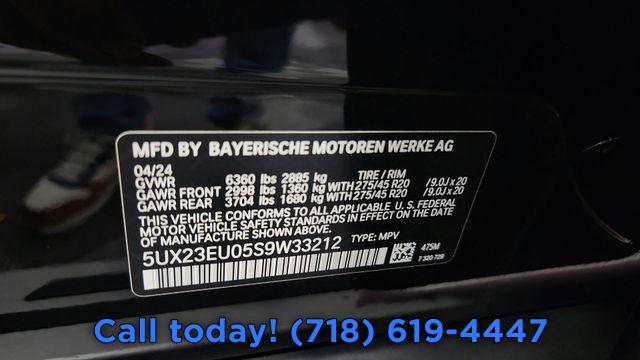 MFD BY BAYERISCHE MOTOREN WERKE AG
04/24
TIRE / RIM
GVWR 6360 lbs 2885 kg
GAWR FRONT 2998 lbs 1360 kg WITH 275/45 R20 /9.0J x 20
GAWR REAR 3704 lbs 1680 kg WITH 275/45 R20 /9.0J x 20
THIS VEHICLE CONFORMS TO ALL APPLICABLE U. S. FEDERAL
MOTOR VEHICLE SAFETY STANDARDS IN EFFECT ON THE DATE
OF MANUFACTURE SHOWN ABOVE.
5UX23EU05S9W33212 TYPE: MPV
475M
7 320 729
Call today! (718) 619-4447